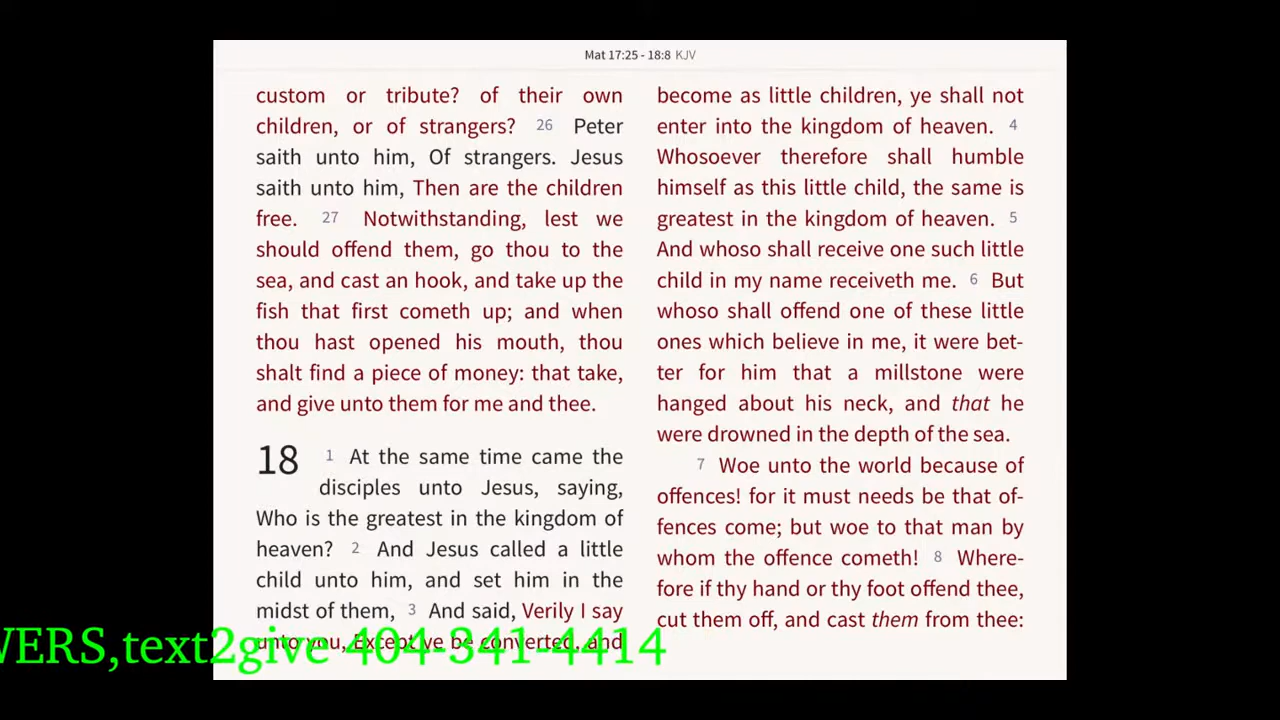 Mat 17:25 - 18:8 KJV
custom or tribute? of their own
children, or of strangers? 26 Peter
saith unto him, Of strangers. Jesus
saith unto him, Then are the children
free. 27 Notwithstanding, lest we
should offend them, go thou to the
sea, and cast an hook, and take up the
fish that first cometh up; and when
thou hast opened his mouth, thou
shalt find a piece of money: that take,
and give unto them for me and thee.
18 1 At the same time came the
disciples unto Jesus, saying,
Who is the greatest in the kingdom of
heaven? 2 And Jesus called a little
child unto him, and set him in the
midst of them, 3 And said, Verily I say
unto you, Except ye be converted, and
become as little children, ye shall not
enter into the kingdom of heaven. 4
Whosoever therefore shall humble
himself as this little child, the same is
greatest in the kingdom of heaven. 5
And whoso shall receive one such little
child in my name receiveth me. 6 But
whoso shall offend one of these little
ones which believe in me, it were bet-
ter for him that a millstone were
hanged about his neck, and that he
were drowned in the depth of the sea.
7 Woe unto the world because of
offences! for it must needs be that of-
fences come; but woe to that man by
whom the offence cometh! 8 Where-
fore if thy hand or thy foot offend thee,
cut them off, and cast them from thee:
WERS,text2give 404-341-4414